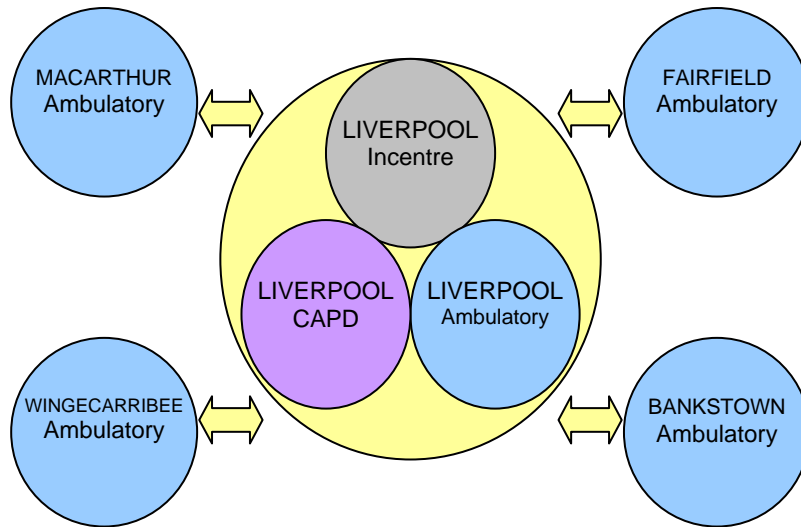 MACARTHUR
Ambulatory
FAIRFIELD
Ambulatory
LIVERPOOL
Incentre
LIVERPOOL
CAPD
LIVERPOOL
Ambulatory
WINGECARRIBEE
Ambulatory
BANKSTOWN
Ambulatory